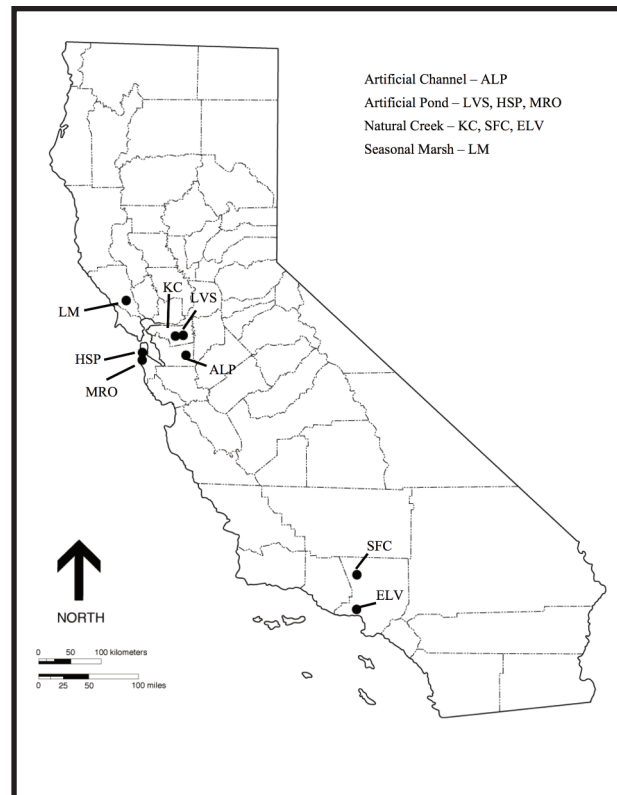 Artificial Channel – ALP
Artificial Pond – LVS, HSP, MRO
Natural Creek – KC, SFC, ELV
Seasonal Marsh – LM
KC
LVS
LM
HSP
ALP
MRO
SFC
ELV
NORTH
0 50 100 kilometers
0 25 50 100 miles